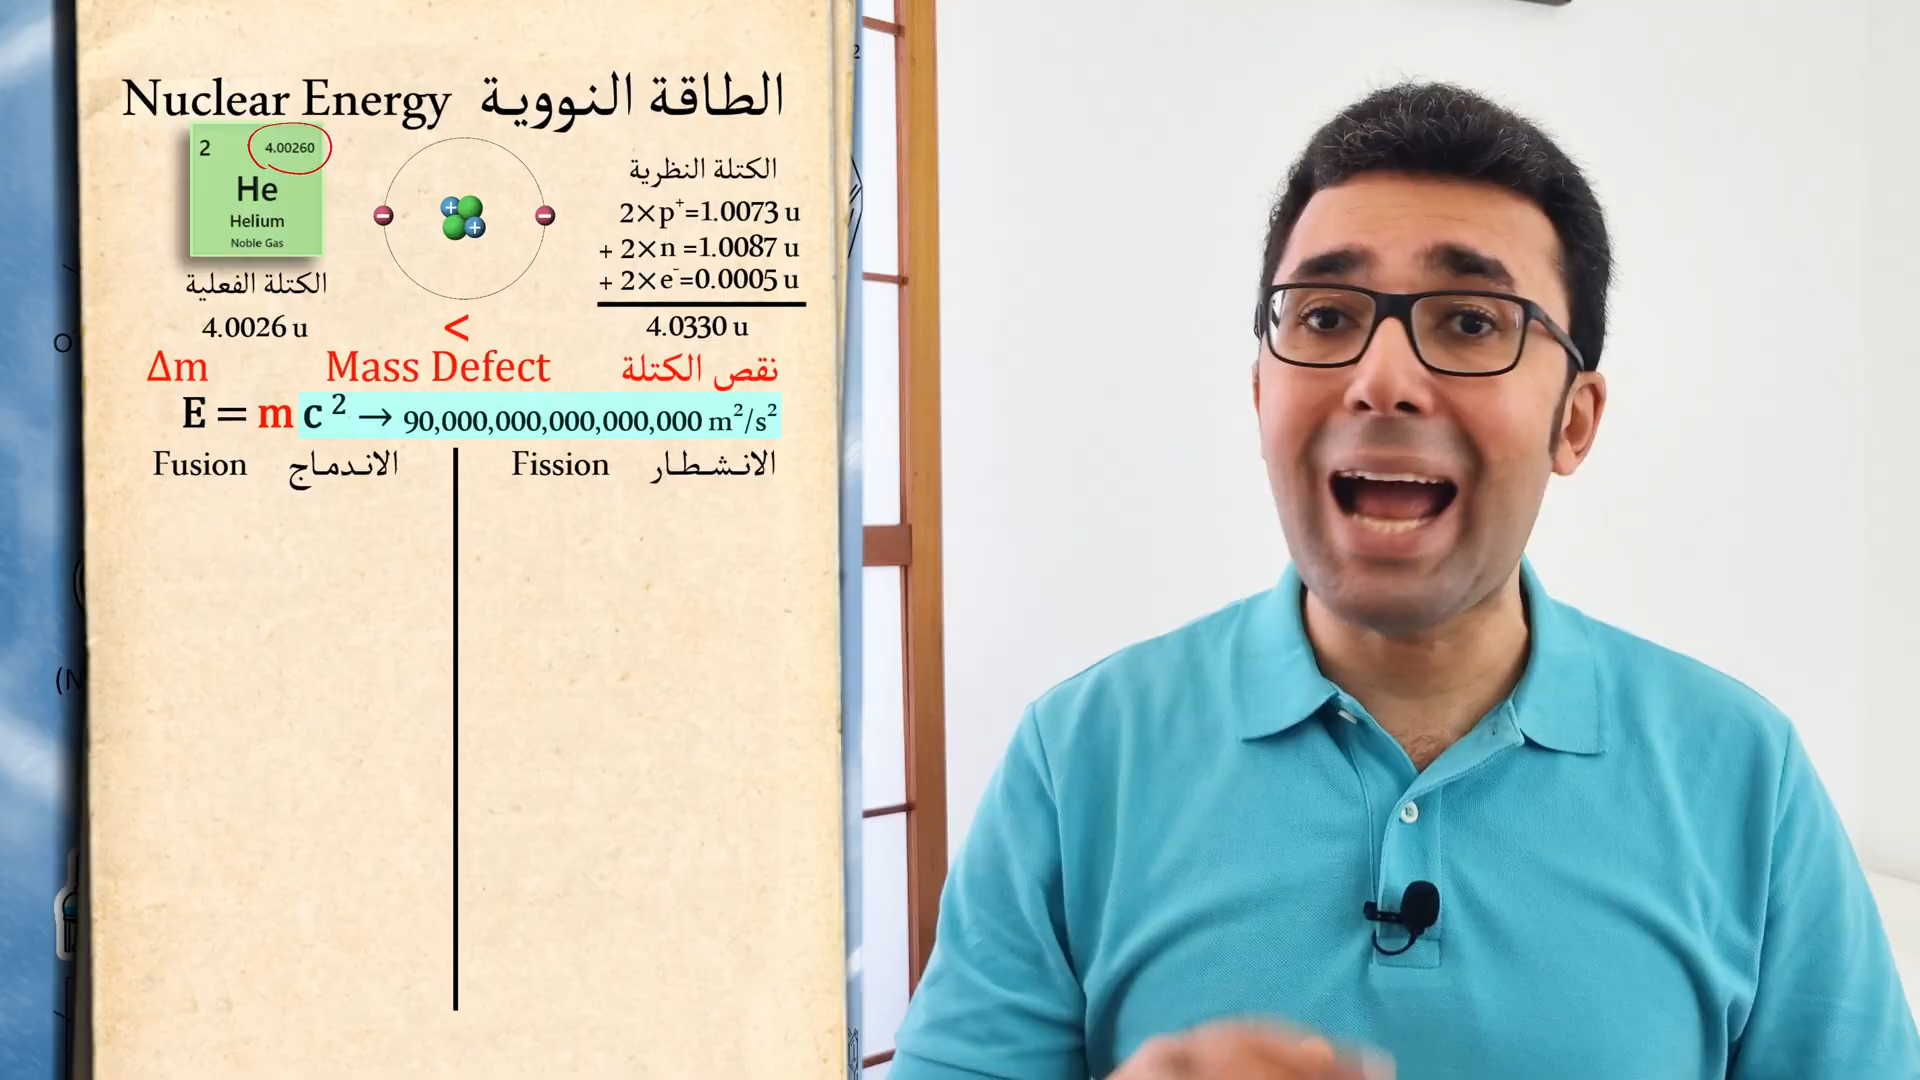 Nuclear Energy الطاقة النووية
2 4.00260
He
Helium
Noble Gas
الكتلة الفعلية
4.0026 u
<
الكتلة النظرية
2×p⁺=1.0073 u
+ 2×n =1.0087 u
+ 2×e⁻=0.0005 u
4.0330 u
Δm Mass Defect نقص الكتلة
E = m c² → 90,000,000,000,000,000 m²/s²
Fusion الاندماج
Fission الانشطار